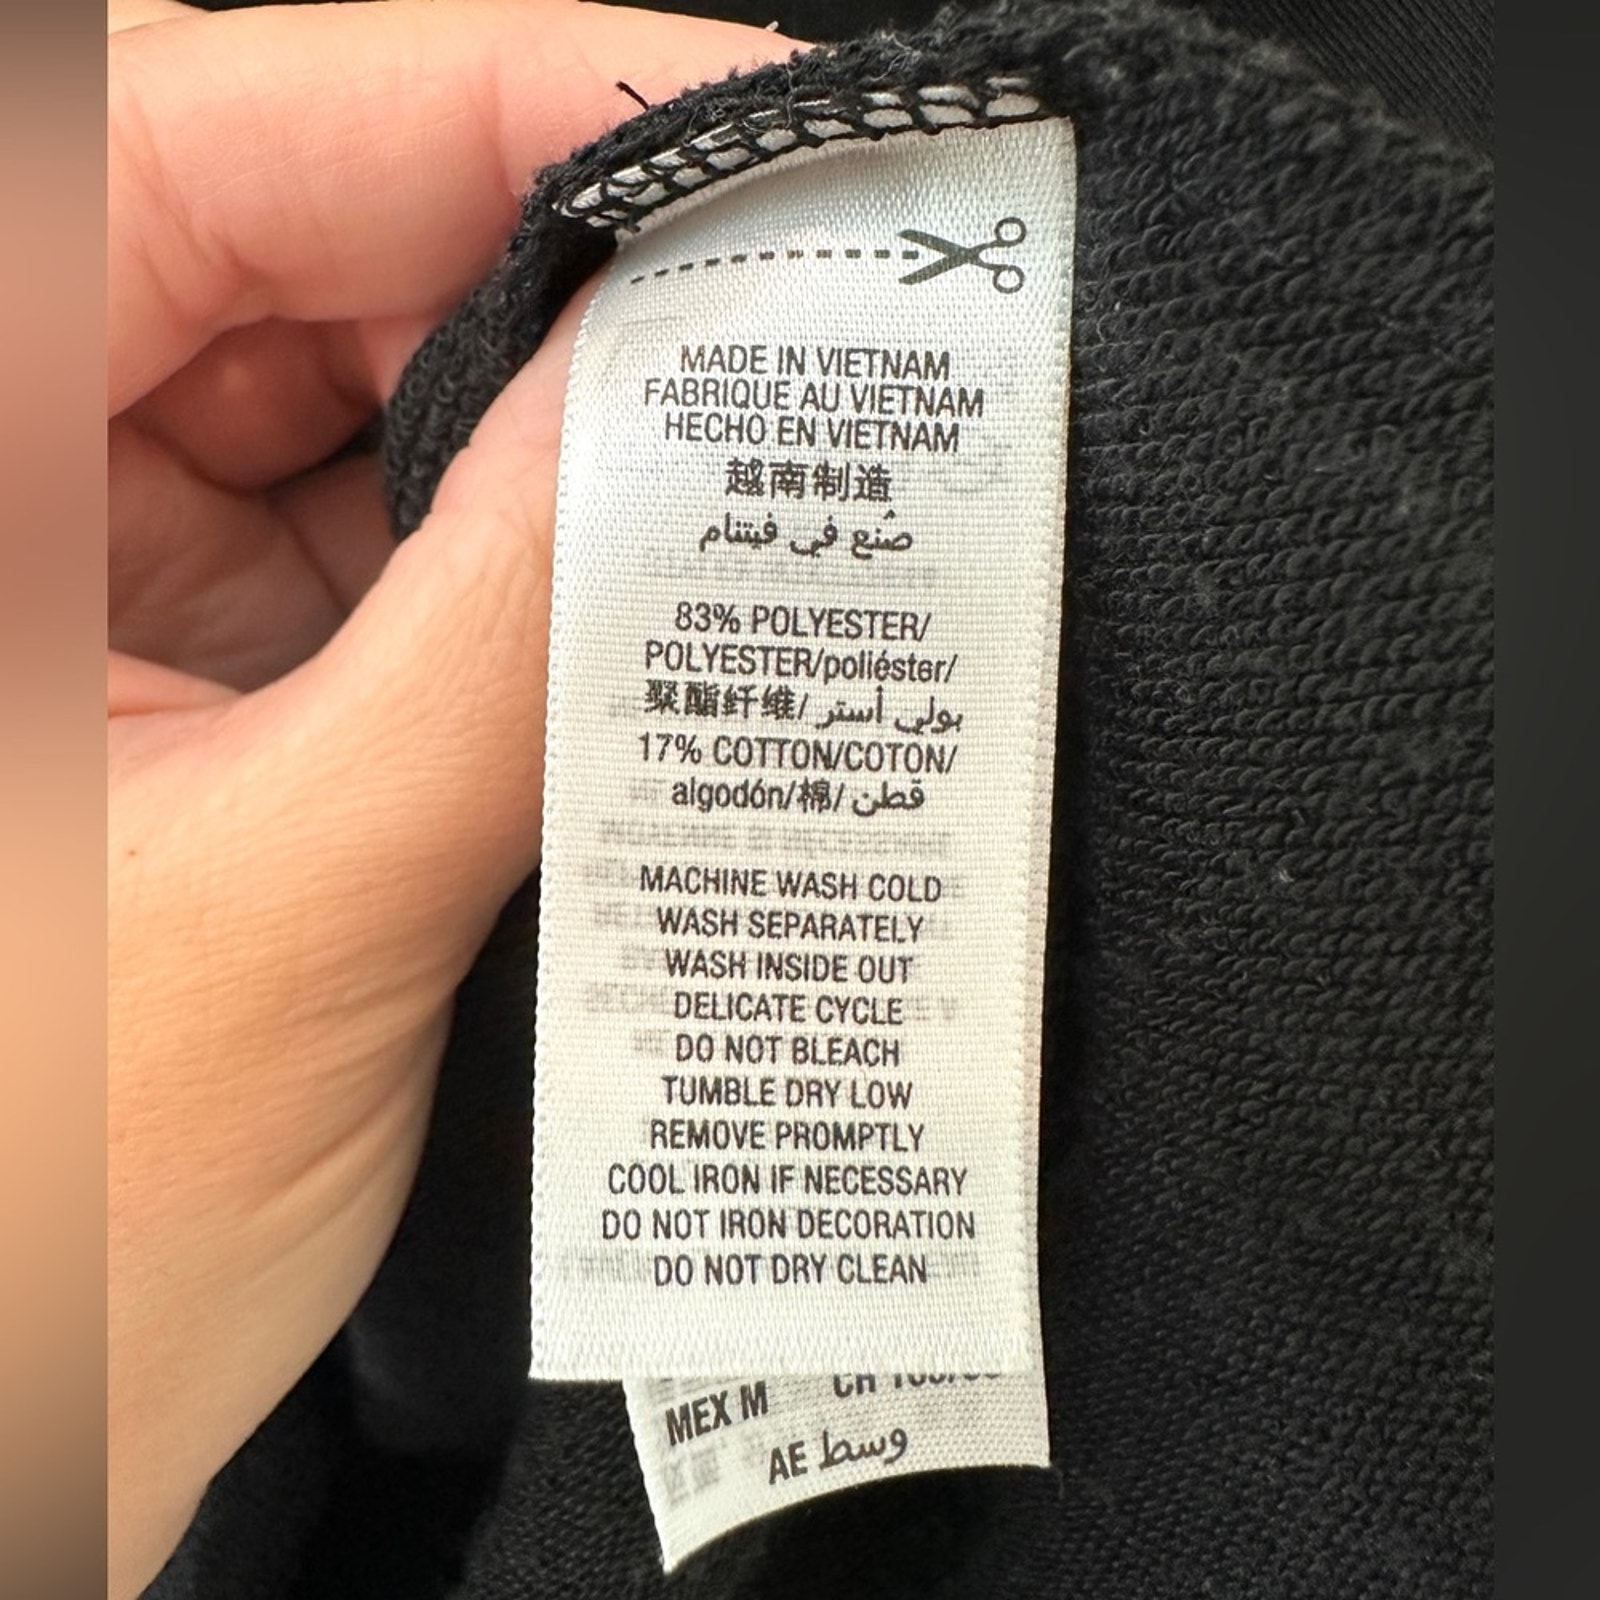 MADE IN VIETNAM
FABRIQUE AU VIETNAM
HECHO EN VIETNAM
越南制造
صُنع في فيتنام
83% POLYESTER/
POLYESTER/poliéster/
聚酯纤维/ بولي أستر
17% COTTON/COTON/
algodón/棉/ قطن
MACHINE WASH COLD
WASH SEPARATELY
WASH INSIDE OUT
DELICATE CYCLE
DO NOT BLEACH
TUMBLE DRY LOW
REMOVE PROMPTLY
COOL IRON IF NECESSARY
DO NOT IRON DECORATION
DO NOT DRY CLEAN
MEX M CH
AE وسط